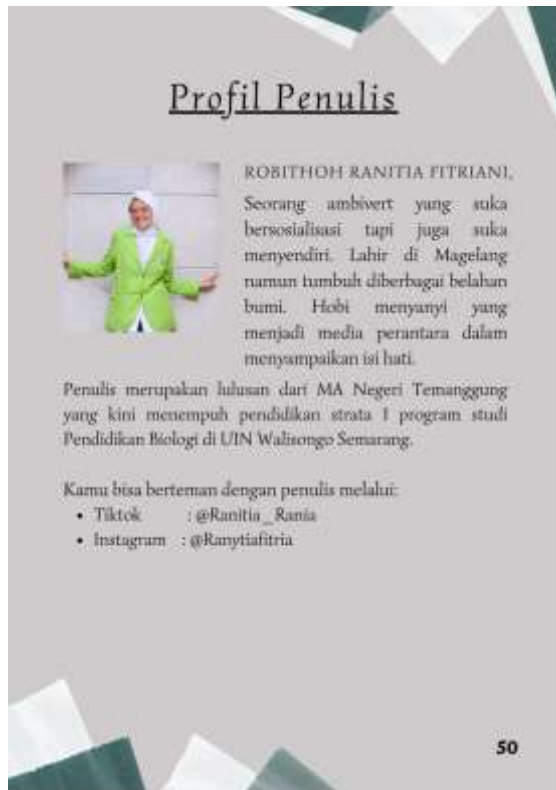 Profil Penulis
ROBITHOH RANITIA FITRIANI,
Seorang ambivert yang suka
bersosialisasi tapi juga suka
menyendiri. Lahir di Magelang
namun tumbuh diberbagai belahan
bumi. Hobi menyanyi yang
menjadi media perantara dalam
menyampaikan isi hati.
Penulis merupakan lulusan dari MA Negeri Temanggung
yang kini menempuh pendidikan strata 1 program studi
Pendidikan Biologi di UIN Walisongo Semarang.
Kamu bisa berteman dengan penulis melalui:
• Tiktok : @Ranitia_Rania
• Instagram : @Ranytiafitria
50